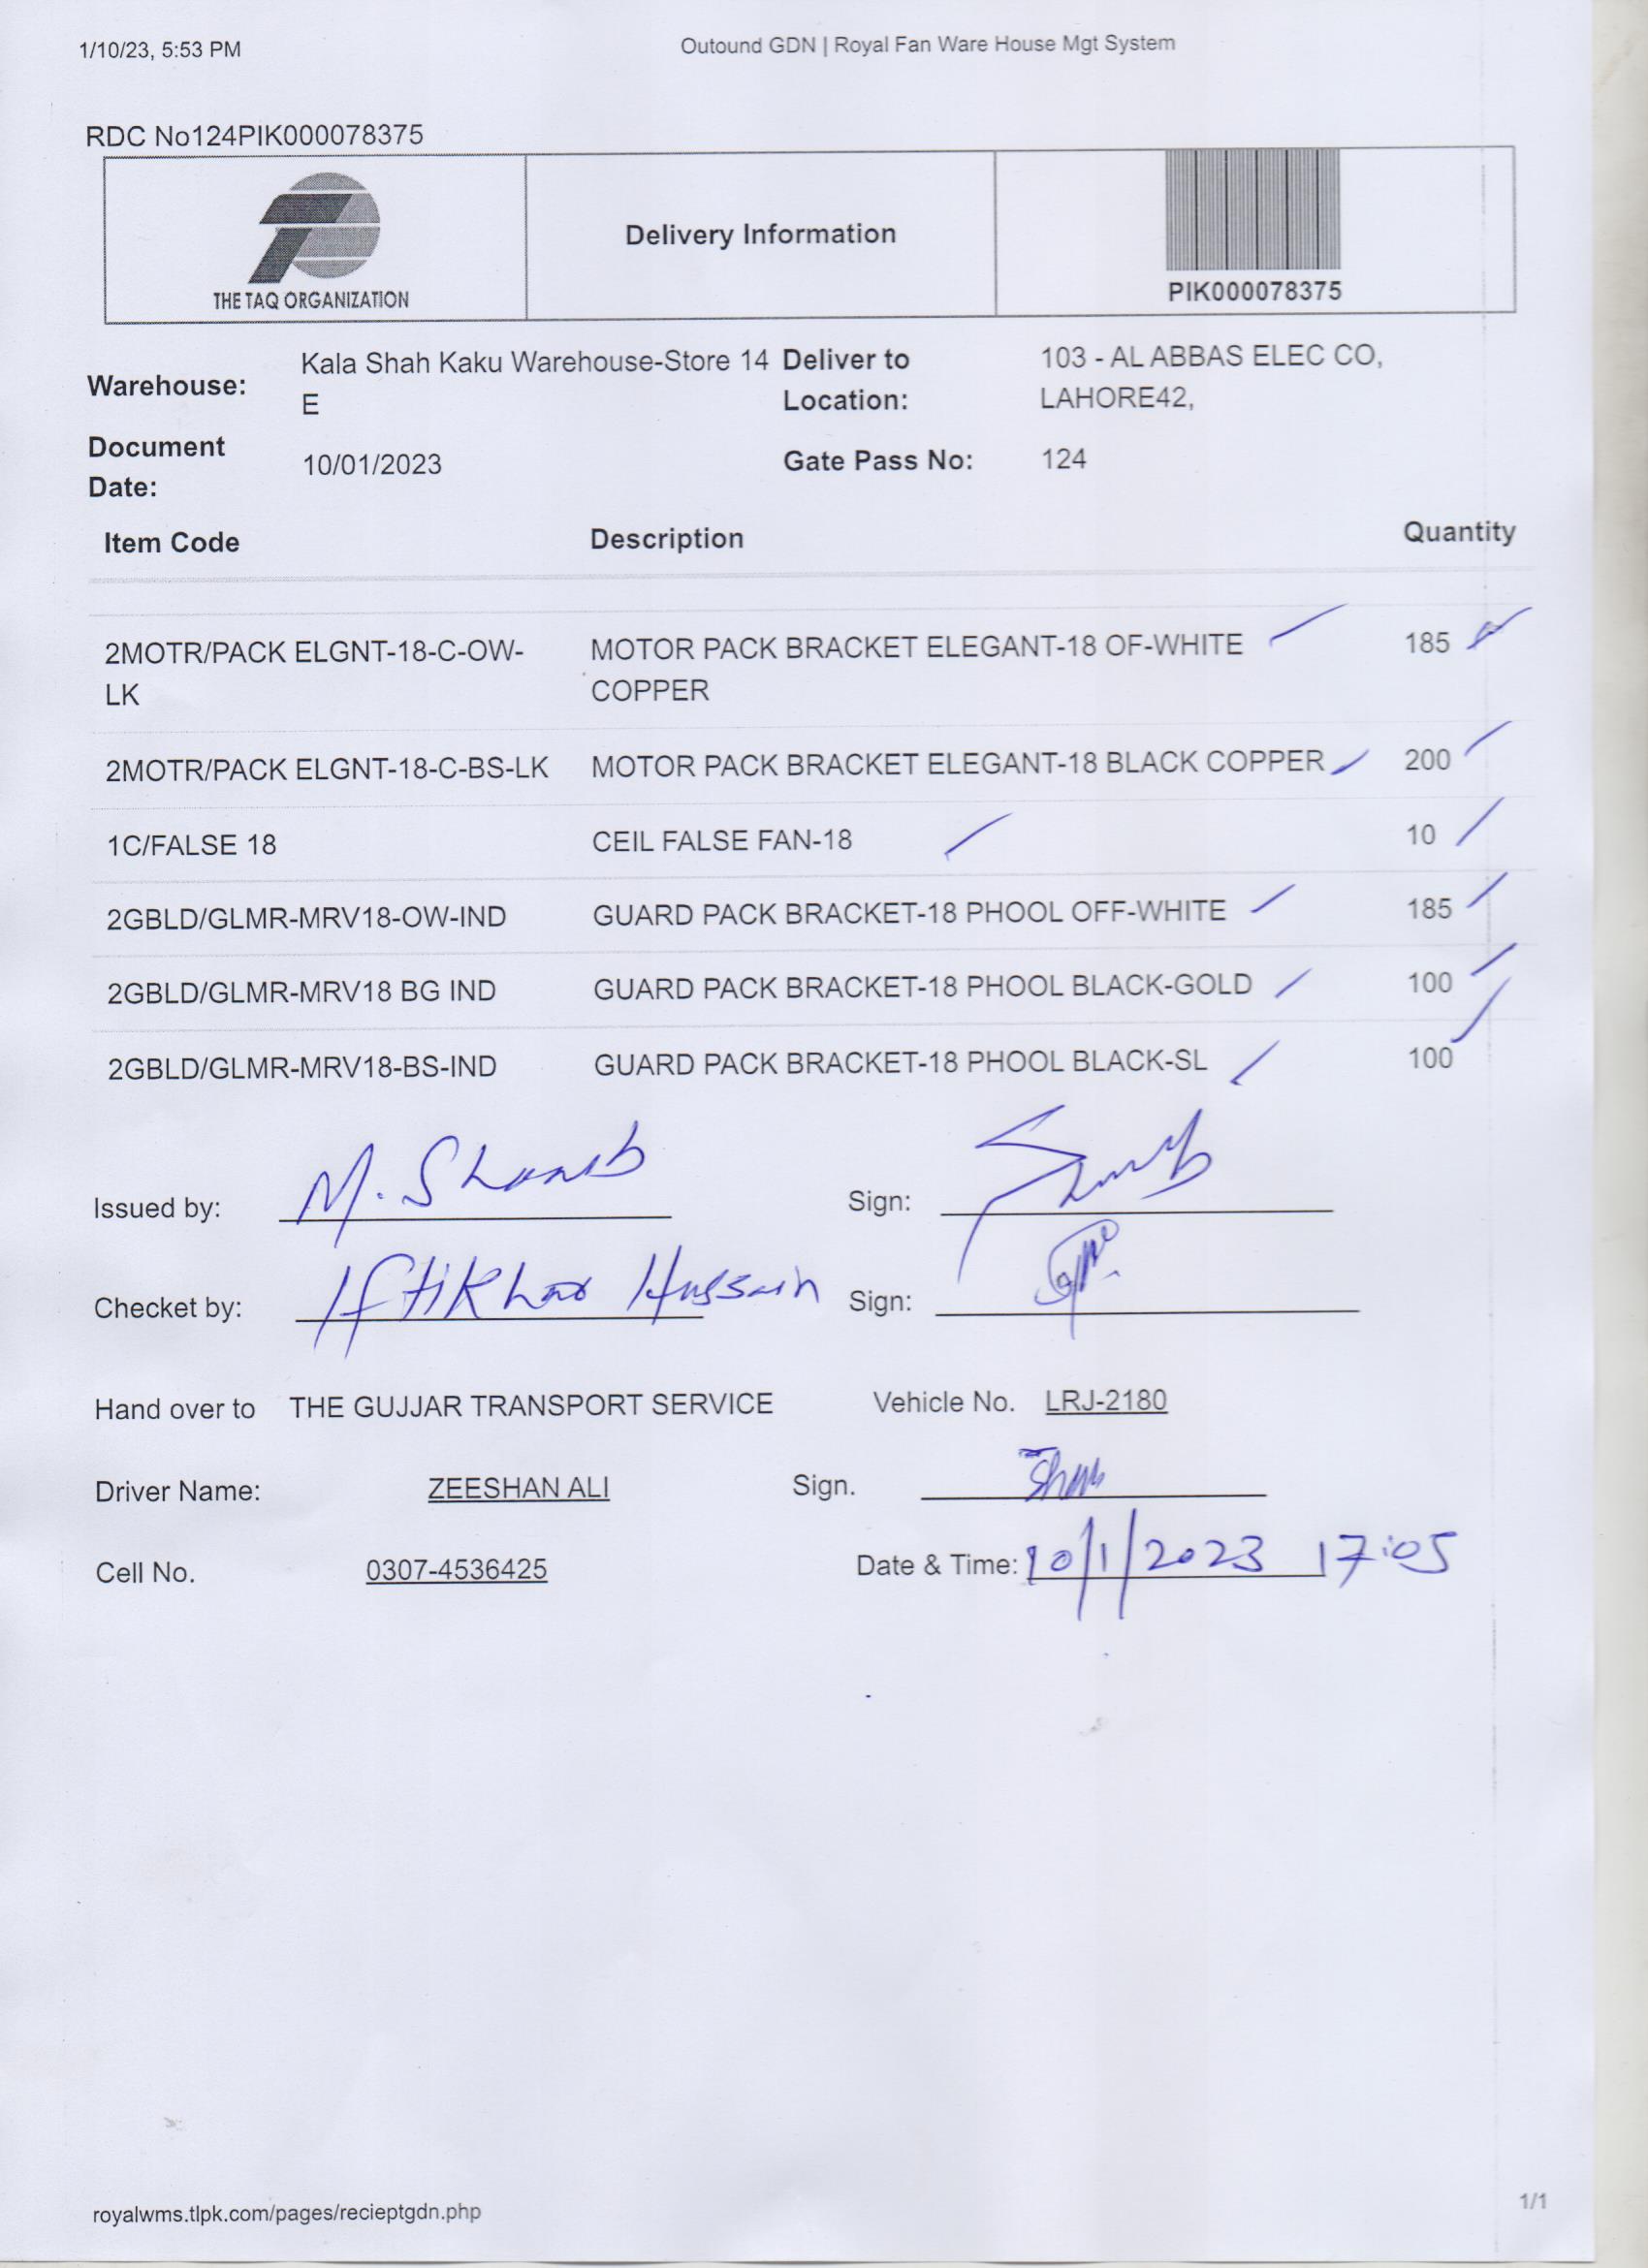 1/10/23, 5:53 PM
Outound GDN | Royal Fan Ware House Mgt System
RDC No124PIK000078375
THE TAQ ORGANIZATION
Delivery Information
PIK000078375
Warehouse: Kala Shah Kaku Warehouse-Store 14 E
Deliver to Location: 103 - AL ABBAS ELEC CO, LAHORE42,
Document Date: 10/01/2023
Gate Pass No: 124
Item Code Description Quantity
2MOTR/PACK ELGNT-18-C-OW-LK MOTOR PACK BRACKET ELEGANT-18 OF-WHITE COPPER 185
2MOTR/PACK ELGNT-18-C-BS-LK MOTOR PACK BRACKET ELEGANT-18 BLACK COPPER 200
1C/FALSE 18 CEIL FALSE FAN-18 10
2GBLD/GLMR-MRV18-OW-IND GUARD PACK BRACKET-18 PHOOL OFF-WHITE 185
2GBLD/GLMR-MRV18 BG IND GUARD PACK BRACKET-18 PHOOL BLACK-GOLD 100
2GBLD/GLMR-MRV18-BS-IND GUARD PACK BRACKET-18 PHOOL BLACK-SL 100
Issued by: M. Sign:
Checket by: Iftikhar Hussain Sign:
Hand over to THE GUJJAR TRANSPORT SERVICE Vehicle No. LRJ-2180
Driver Name: ZEESHAN ALI Sign.
Cell No. 0307-4536425 Date & Time: 10/1/2023 17:05
royalwms.tlpk.com/pages/recieptgdn.php
1/1